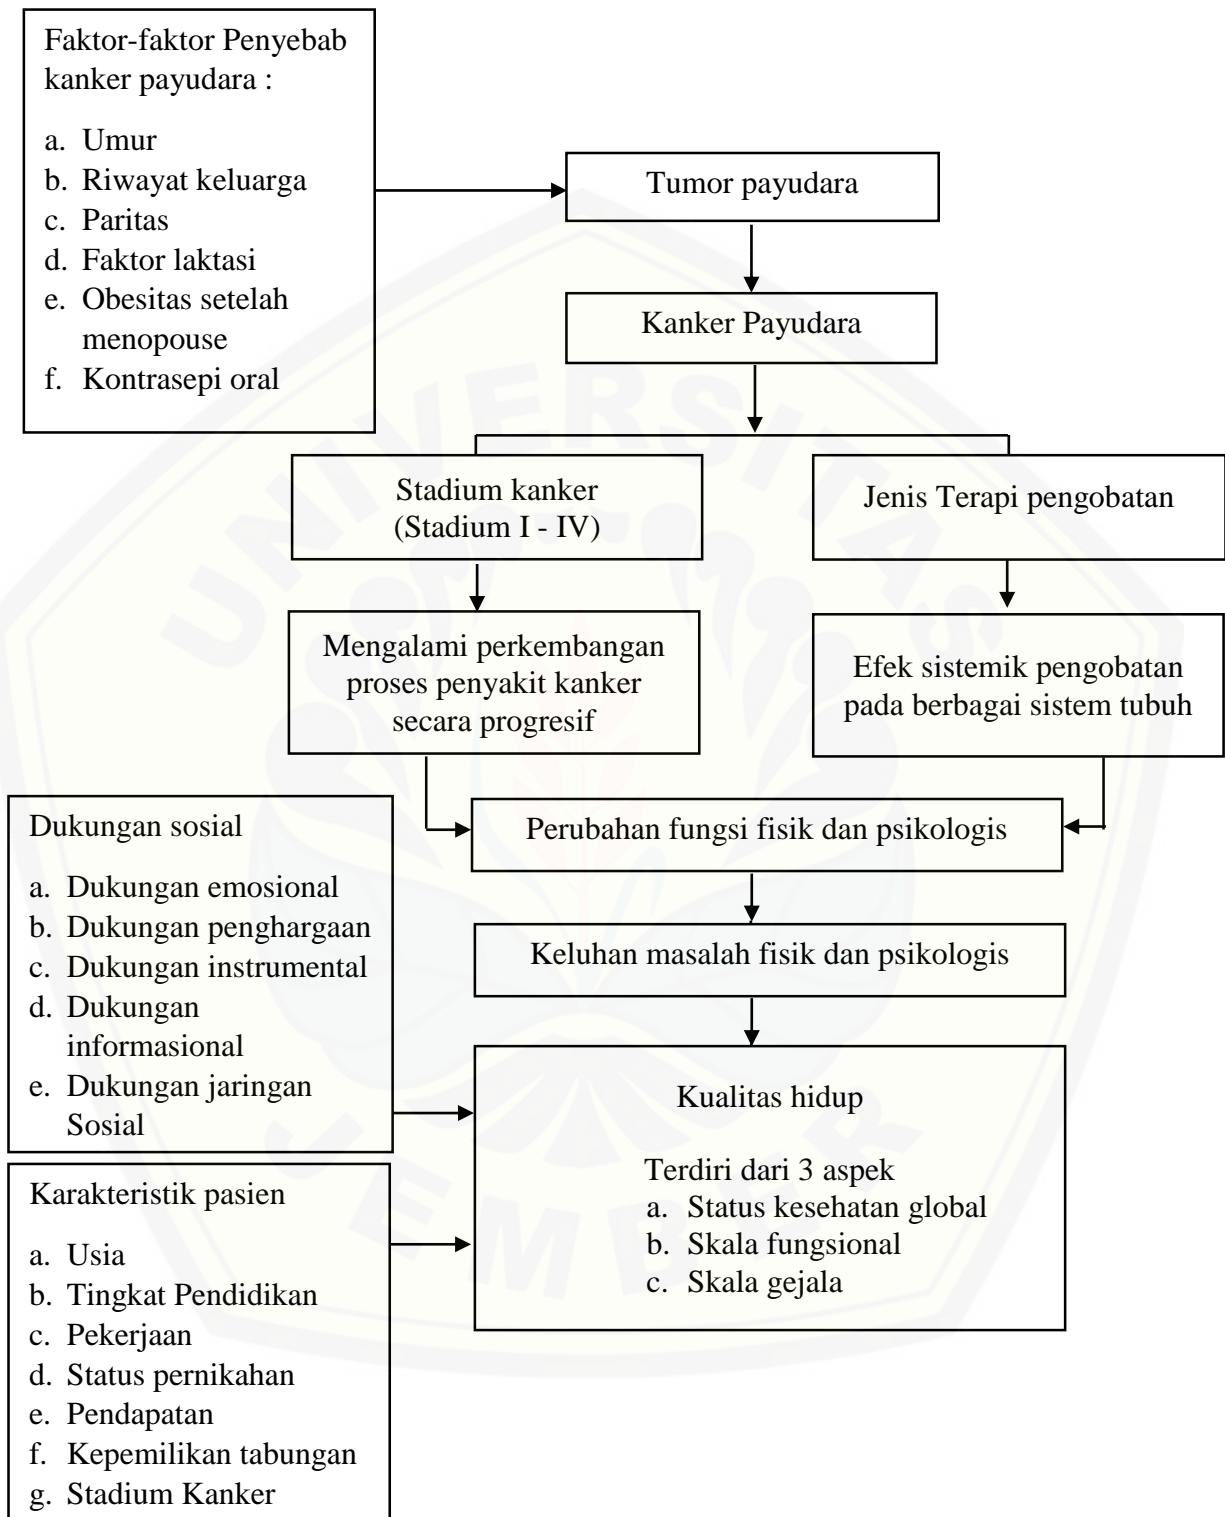 Faktor-faktor Penyebab
kanker payudara :
a. Umur
b. Riwayat keluarga
c. Paritas
d. Faktor laktasi
e. Obesitas setelah
menopouse
f. Kontrasepi oral
Tumor payudara
Kanker Payudara
Stadium kanker
(Stadium I - IV)
Jenis Terapi pengobatan
Mengalami perkembangan
proses penyakit kanker
secara progresif
Efek sistemik pengobatan
pada berbagai sistem tubuh
Perubahan fungsi fisik dan psikologis
Keluhan masalah fisik dan psikologis
Dukungan sosial
a. Dukungan emosional
b. Dukungan penghargaan
c. Dukungan instrumental
d. Dukungan
informasional
e. Dukungan jaringan
Sosial
Kualitas hidup
Terdiri dari 3 aspek
a. Status kesehatan global
b. Skala fungsional
c. Skala gejala
Karakteristik pasien
a. Usia
b. Tingkat Pendidikan
c. Pekerjaan
d. Status pernikahan
e. Pendapatan
f. Kepemilikan tabungan
g. Stadium Kanker
UNIVERSITAS
JEMBER